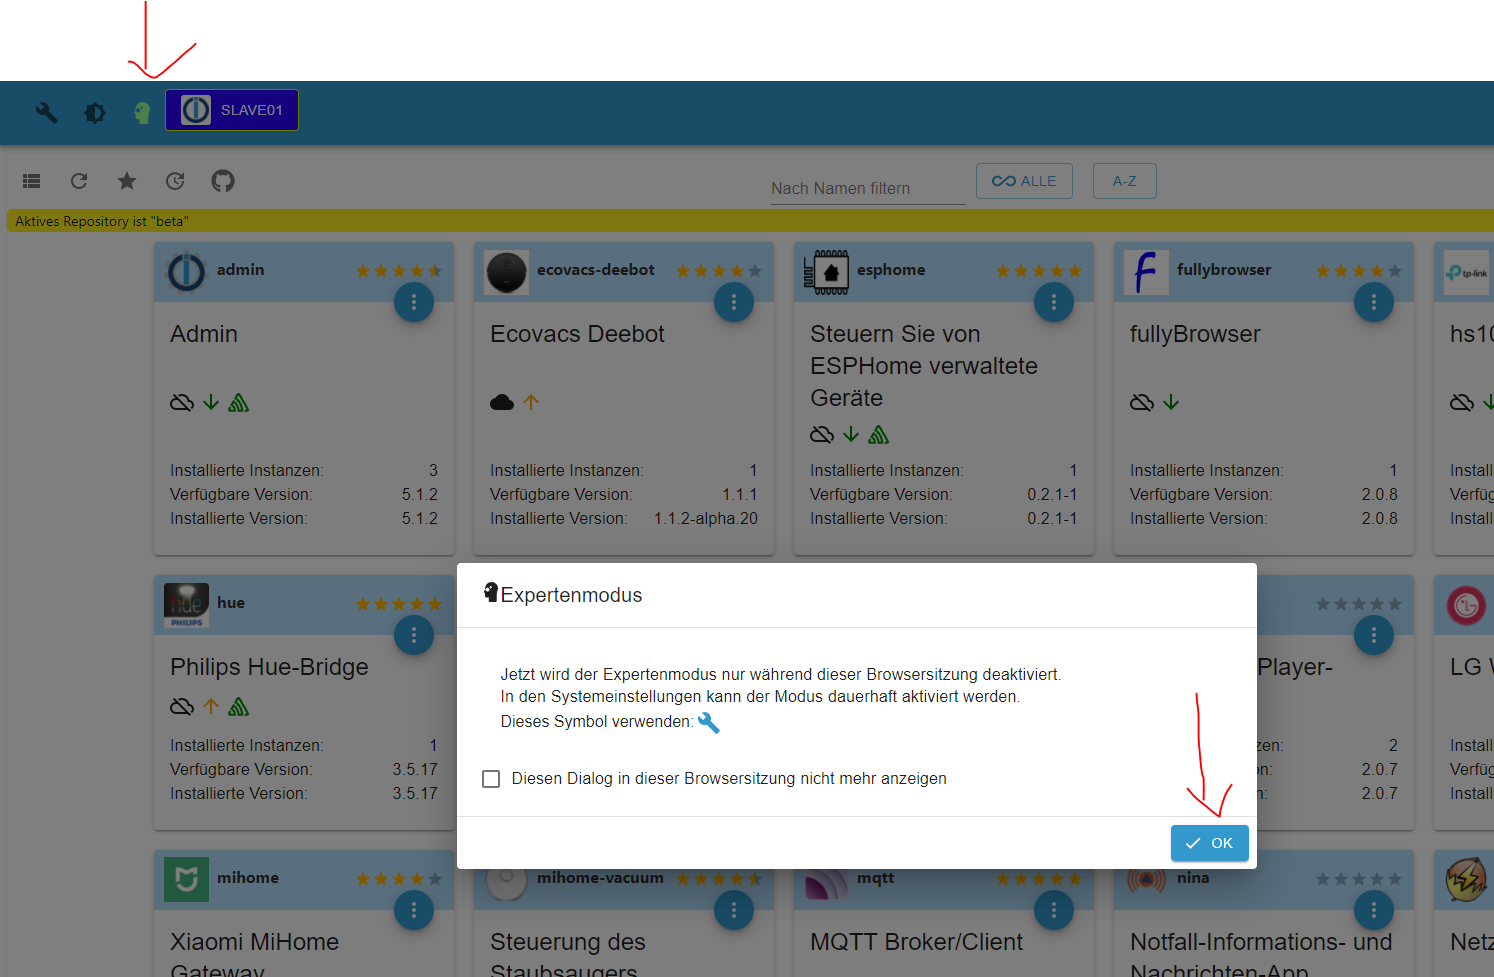 SLAVE01
Nach Namen filtern
ALLE
A-Z
Aktives Repository ist "beta"
admin
Admin
Installierte Instanzen: 3
Verfügbare Version: 5.1.2
Installierte Version: 5.1.2
ecovacs-deebot
Ecovacs Deebot
Installierte Instanzen: 1
Verfügbare Version: 1.1.1
Installierte Version: 1.1.2-alpha.20
esphome
Steuern Sie von
ESPHome verwaltete
Geräte
Installierte Instanzen: 1
Verfügbare Version: 0.2.1-1
Installierte Version: 0.2.1-1
fullybrowser
fullyBrowser
Installierte Instanzen: 1
Verfügbare Version: 2.0.8
Installierte Version: 2.0.8
tp-link
hs10
Install
Verfüg
Install
hue
PHILIPS
Philips Hue-Bridge
Installierte Instanzen: 1
Verfügbare Version: 3.5.17
Installierte Version: 3.5.17
Expertenmodus
Jetzt wird der Expertenmodus nur während dieser Browsersitzung deaktiviert.
In den Systemeinstellungen kann der Modus dauerhaft aktiviert werden.
Dieses Symbol verwenden:
Diesen Dialog in dieser Browsersitzung nicht mehr anzeigen
OK
Player-
zen: 2
n: 2.0.7
n: 2.0.7
LG
Install
Verfüg
Install
mihome
Xiaomi MiHome
Gateway
mihome-vacuum
Steuerung des
Staubsaugers
mqtt
MQTT Broker/Client
nina
Notfall-Informations- und
Nachrichten-App
Netz